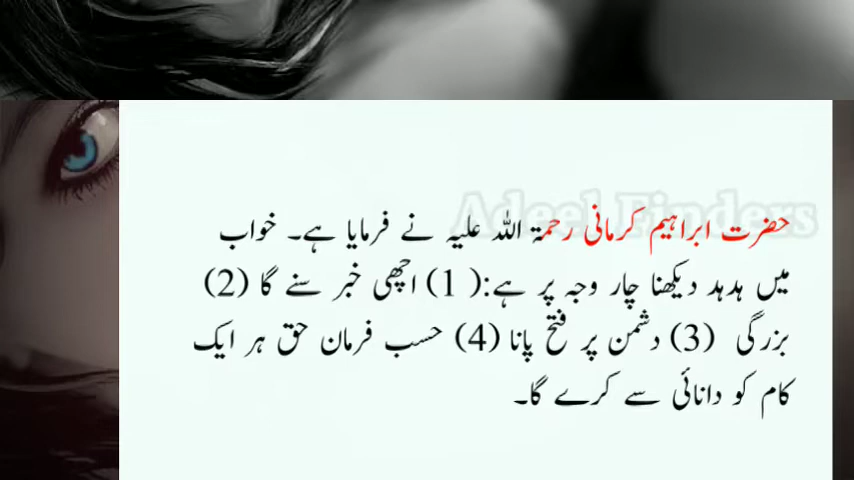 Adeel Finders
حضرت ابراہیم کرمانی رحمۃ اللہ علیہ نے فرمایا ہے۔ خواب
میں ہدہد دیکھنا چار وجہ پر ہے:( 1) اچھی خبر سنے گا (2)
بزرگی (3) دشمن پر فتح پانا (4) حسب فرمان حق ہر ایک
کام کو دانائی سے کرے گا۔